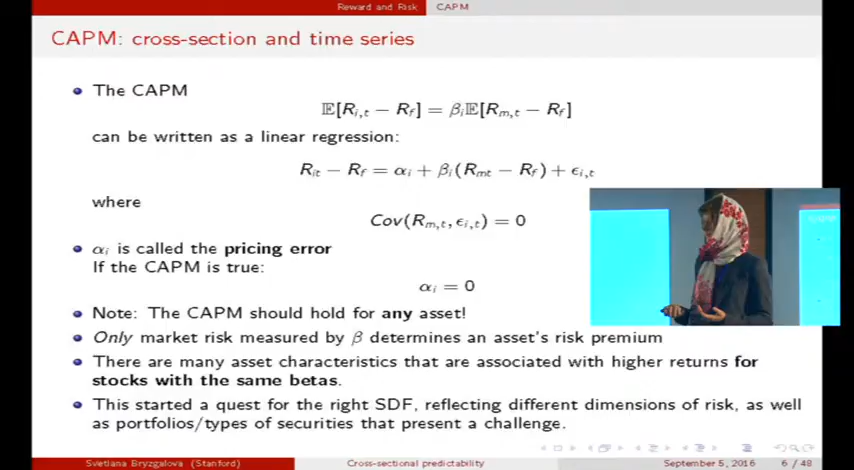 Reward and Risk CAPM
CAPM: cross-section and time series
The CAPM
𝔼[R_{i,t} − R_f] = β_i𝔼[R_{m,t} − R_f]
can be written as a linear regression:
R_{it} − R_f = α_i + β_i(R_{mt} − R_f) + ϵ_{i,t}
where
Cov(R_{m,t}, ϵ_{i,t}) = 0
α_i is called the pricing error
If the CAPM is true:
α_i = 0
Note: The CAPM should hold for any asset!
Only market risk measured by β determines an asset's risk premium
There are many asset characteristics that are associated with higher returns for
stocks with the same betas.
This started a quest for the right SDF, reflecting different dimensions of risk, as well
as portfolios/types of securities that present a challenge.
Svetlana Bryzgalova (Stanford) Cross-sectional predictability September 5, 2016 6 / 48